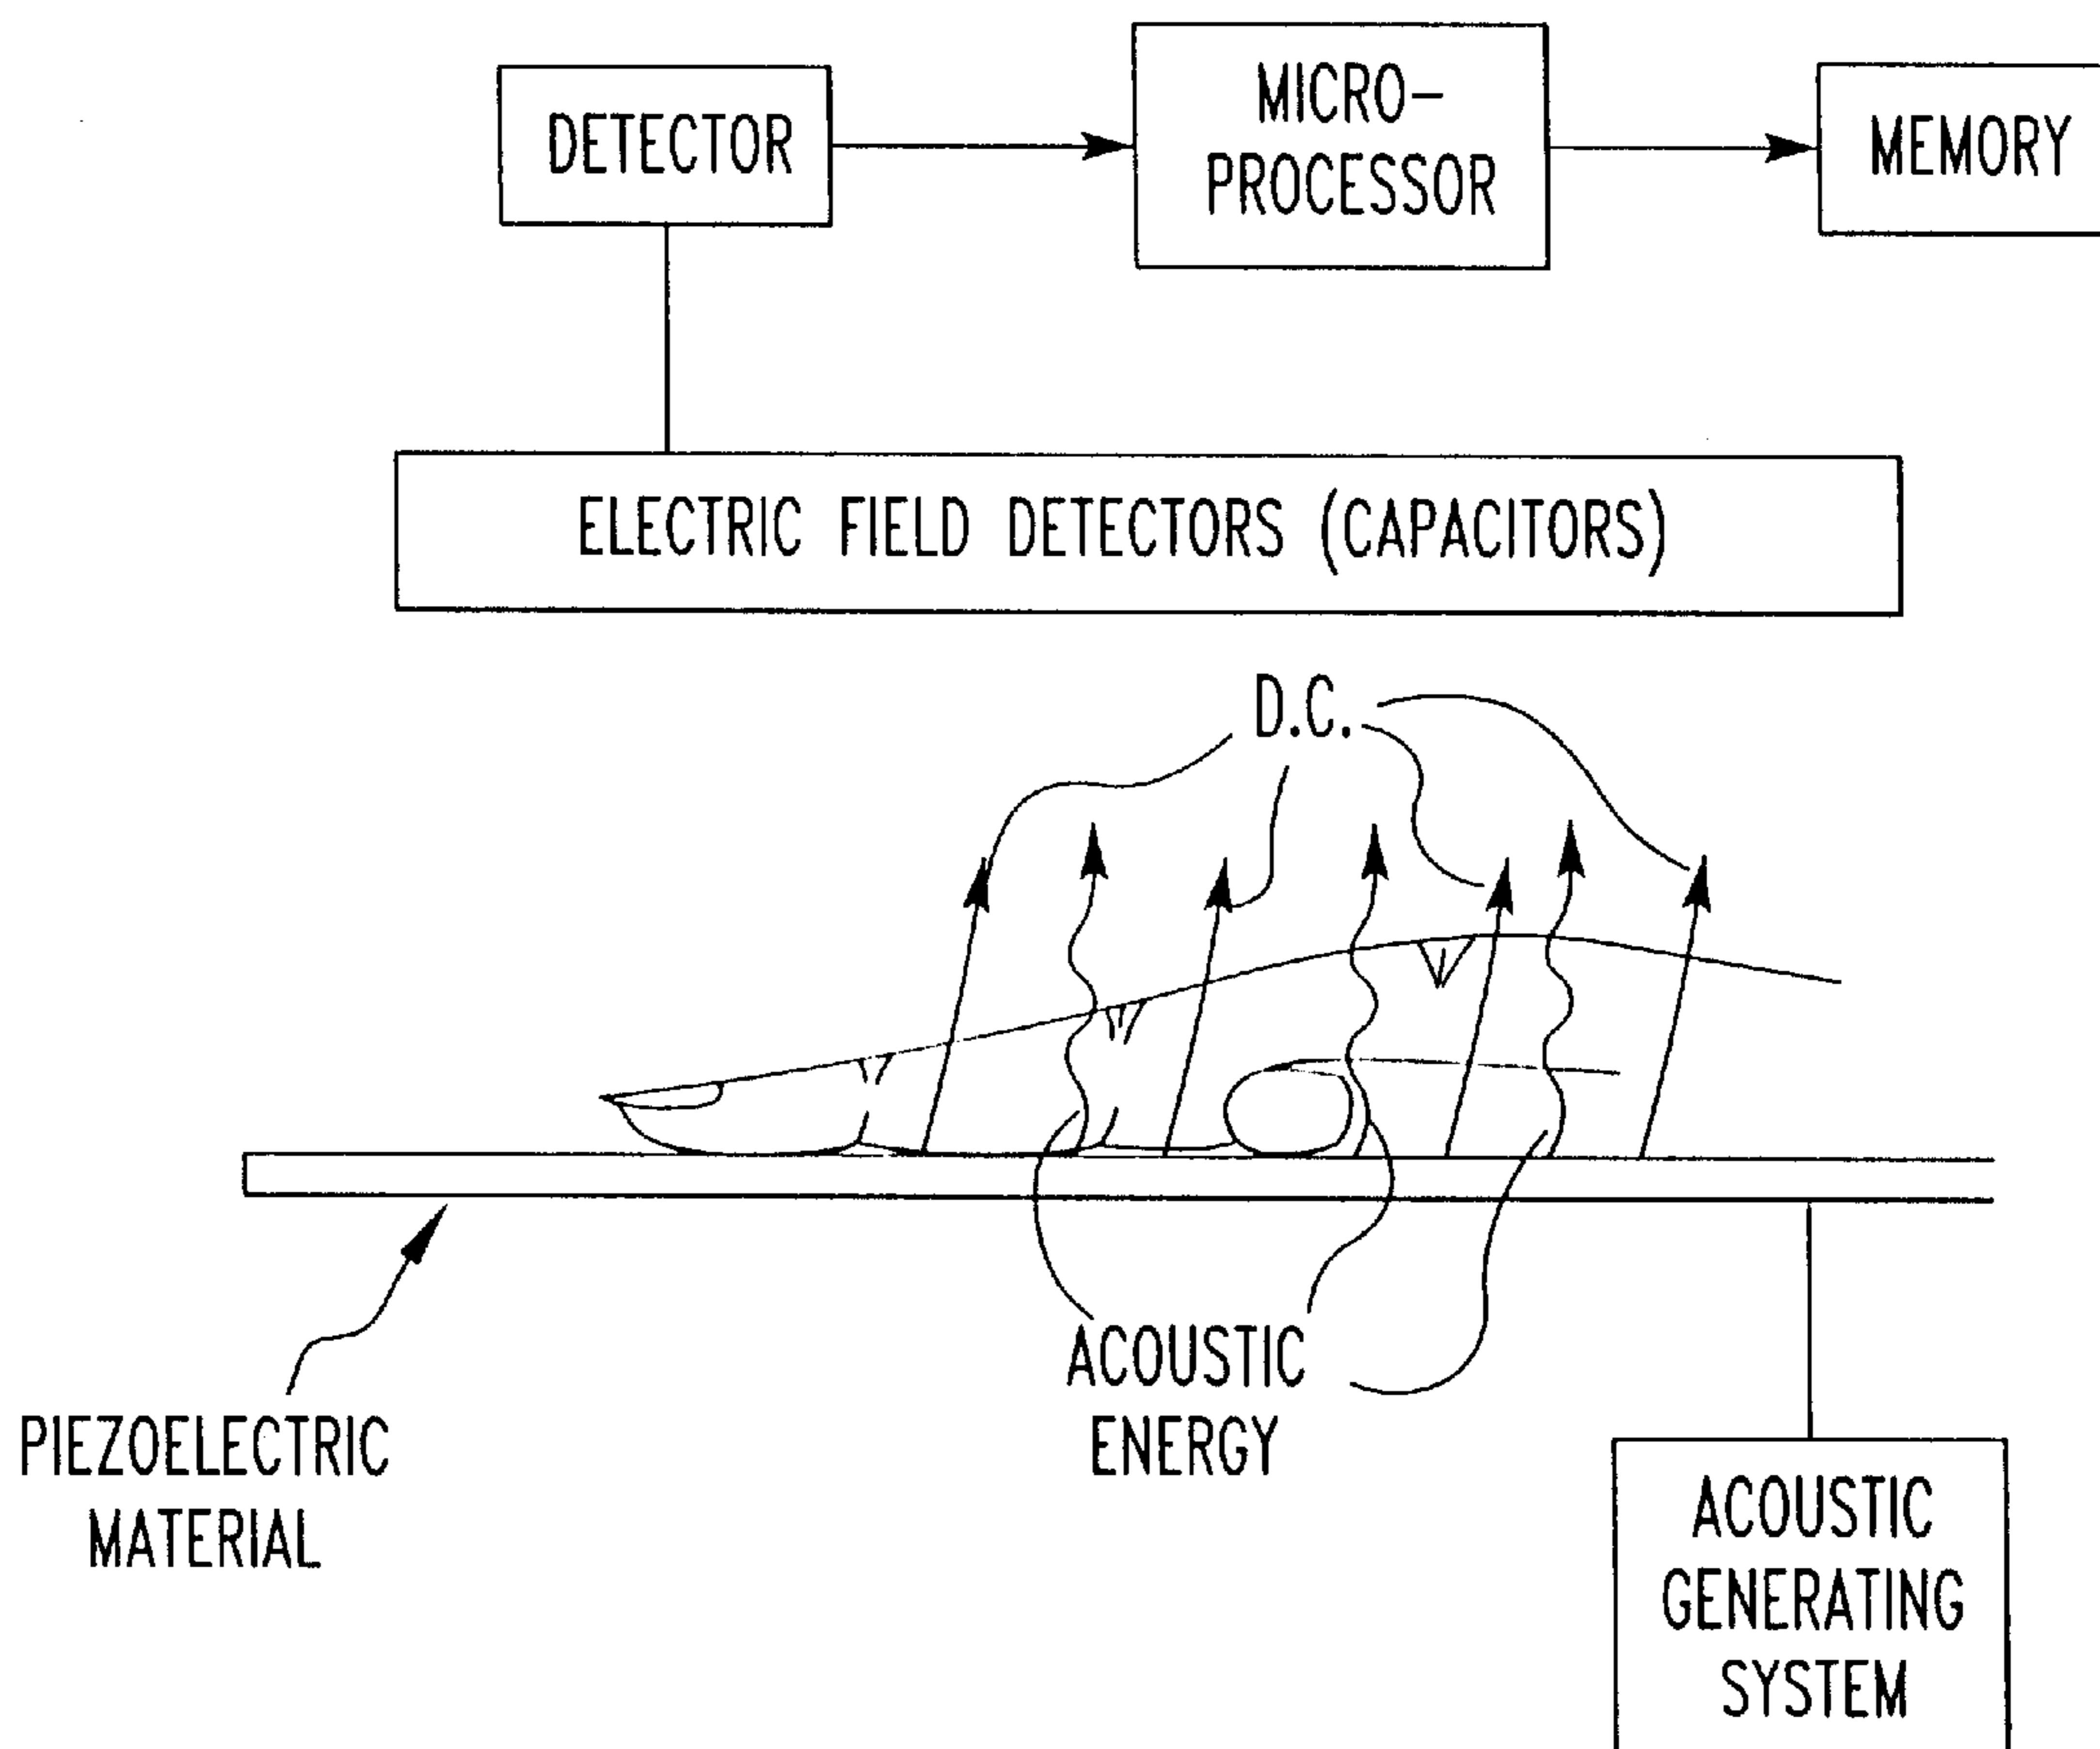 DETECTOR
MICRO-
PROCESSOR
MEMORY
ELECTRIC FIELD DETECTORS (CAPACITORS)
D.C.
PIEZOELECTRIC
MATERIAL
ACOUSTIC
ENERGY
ACOUSTIC
GENERATING
SYSTEM